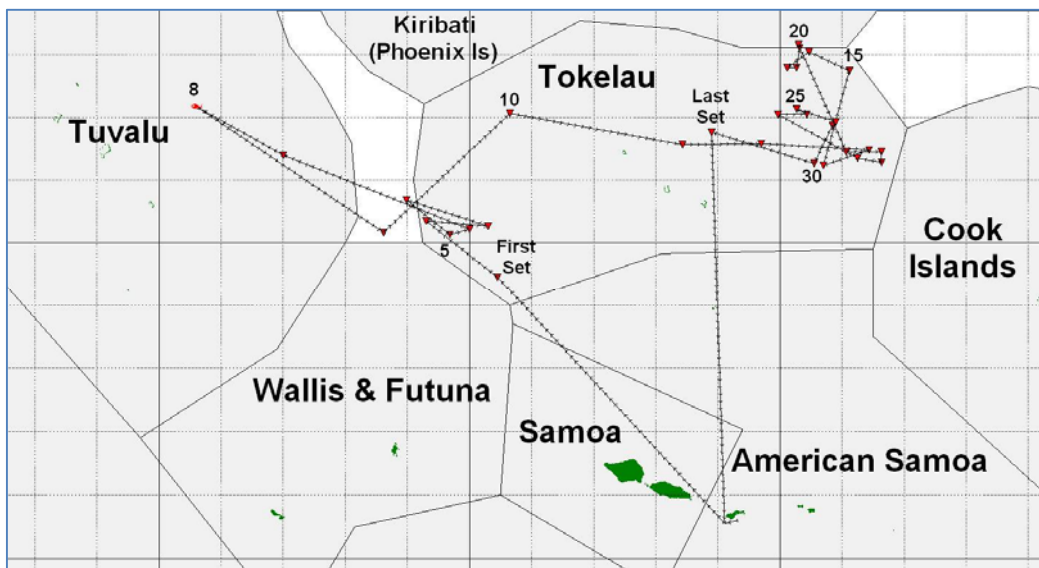 Kiribati
(Phoenix Is)
20
15
Tokelau
8
10
Last
Set
25
Tuvalu
30
First
Set
5
Cook
Islands
Wallis & Futuna
Samoa
American Samoa